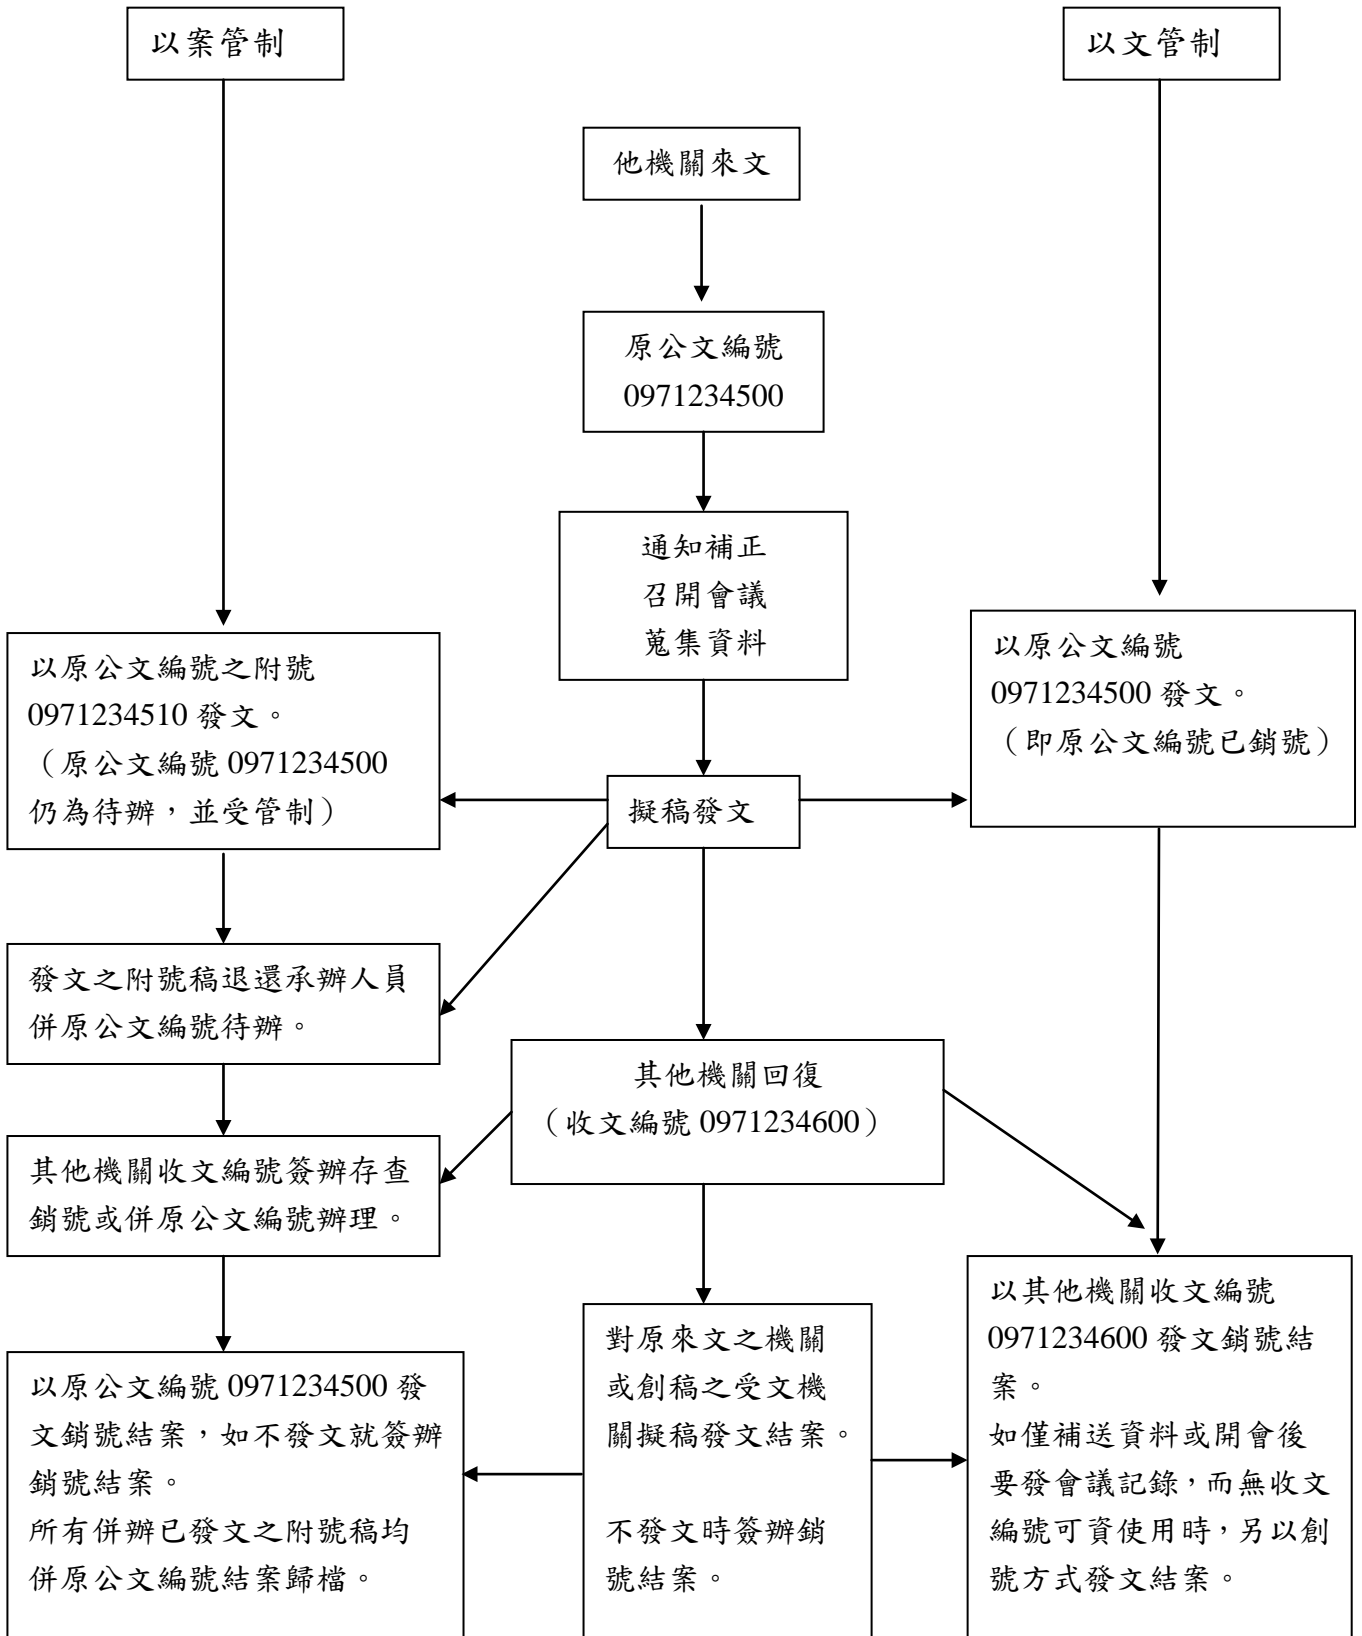 以案管制
以文管制
他機關來文
原公文編號
0971234500
通知補正
召開會議
蒐集資料
以原公文編號之附號
0971234510 發文。
（原公文編號 0971234500
仍為待辦，並受管制）
擬稿發文
以原公文編號
0971234500 發文。
（即原公文編號已銷號）
發文之附號稿退還承辦人員
併原公文編號待辦。
其他機關回復
（收文編號 0971234600）
其他機關收文編號簽辦存查
銷號或併原公文編號辦理。
以原公文編號 0971234500 發
文銷號結案，如不發文就簽辦
銷號結案。
所有併辦已發文之附號稿均
併原公文編號結案歸檔。
對原來文之機關
或創稿之受文機
關擬稿發文結案。
不發文時簽辦銷
號結案。
以其他機關收文編號
0971234600 發文銷號結
案。
如僅補送資料或開會後
要發會議記錄，而無收文
編號可資使用時，另以創
號方式發文結案。